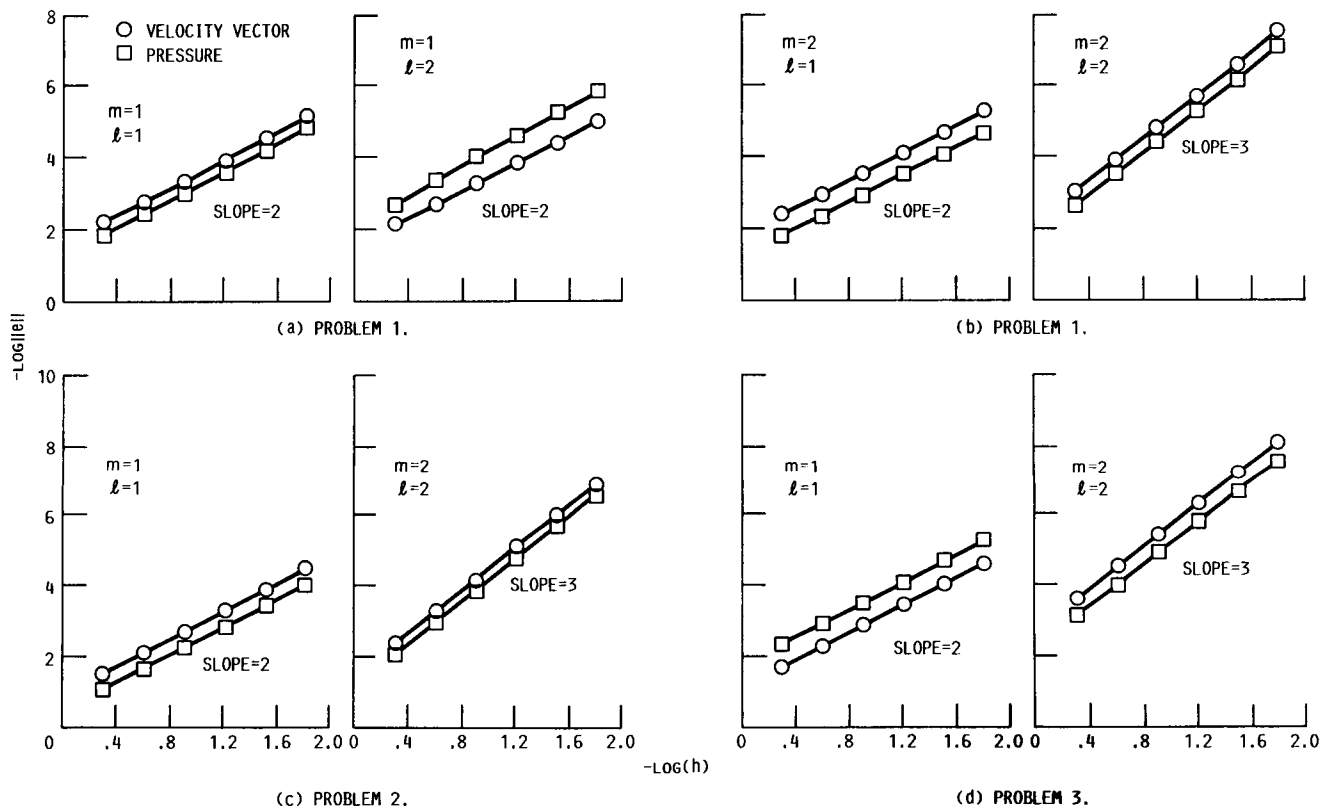 8
6
4
2
0
○ VELOCITY VECTOR
□ PRESSURE
m=1
ℓ=1
SLOPE=2
m=1
ℓ=2
SLOPE=2
(a) PROBLEM 1.
m=2
ℓ=1
SLOPE=2
m=2
ℓ=2
SLOPE=3
(b) PROBLEM 1.
-LOG||e||
10
8
6
4
2
m=1
ℓ=1
SLOPE=2
0 .4 .8 1.2 1.6 2.0
m=2
ℓ=2
SLOPE=3
.4 .8 1.2 1.6 2.0
(c) PROBLEM 2.
m=1
ℓ=1
SLOPE=2
0 .4 .8 1.2 1.6 2.0
m=2
ℓ=2
SLOPE=3
.4 .8 1.2 1.6 2.0
-LOG(h)
(d) PROBLEM 3.